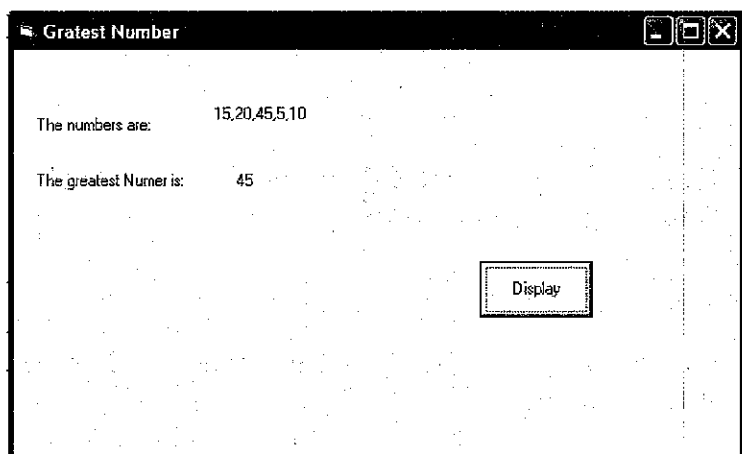 Gratest Number
The numbers are: 15,20,45,5,10
The greatest Numer is: 45
Display